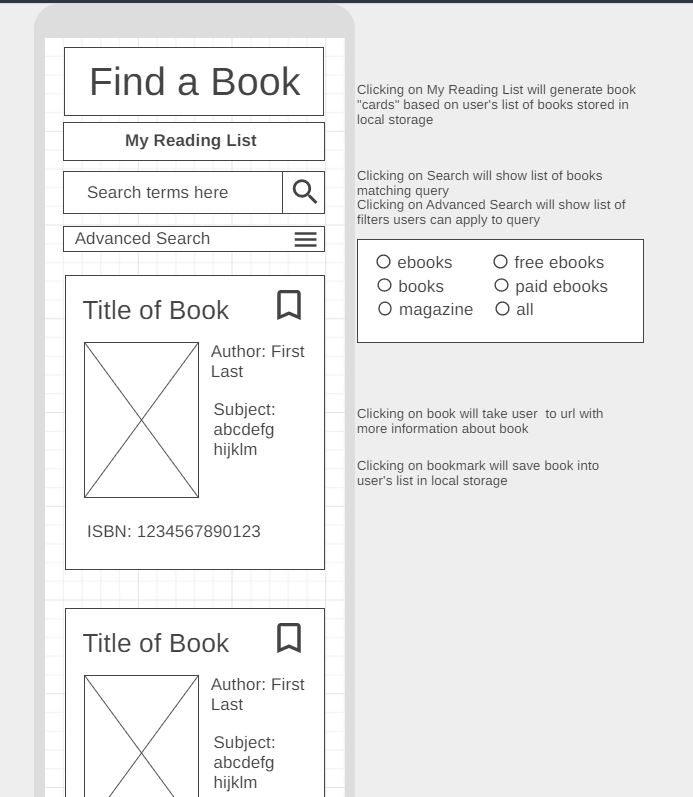 Find a Book
My Reading List
Search terms here
Advanced Search
Title of Book
Author: First
Last
Subject:
abcdefg
hijklm
ISBN: 1234567890123
Title of Book
Author: First
Last
Subject:
abcdefg
hijklm
Clicking on My Reading List will generate book
"cards" based on user's list of books stored in
local storage
Clicking on Search will show list of books
matching query
Clicking on Advanced Search will show list of
filters users can apply to query
ebooks free ebooks
books paid ebooks
magazine all
Clicking on book will take user  to url with
more information about book
Clicking on bookmark will save book into
user's list in local storage